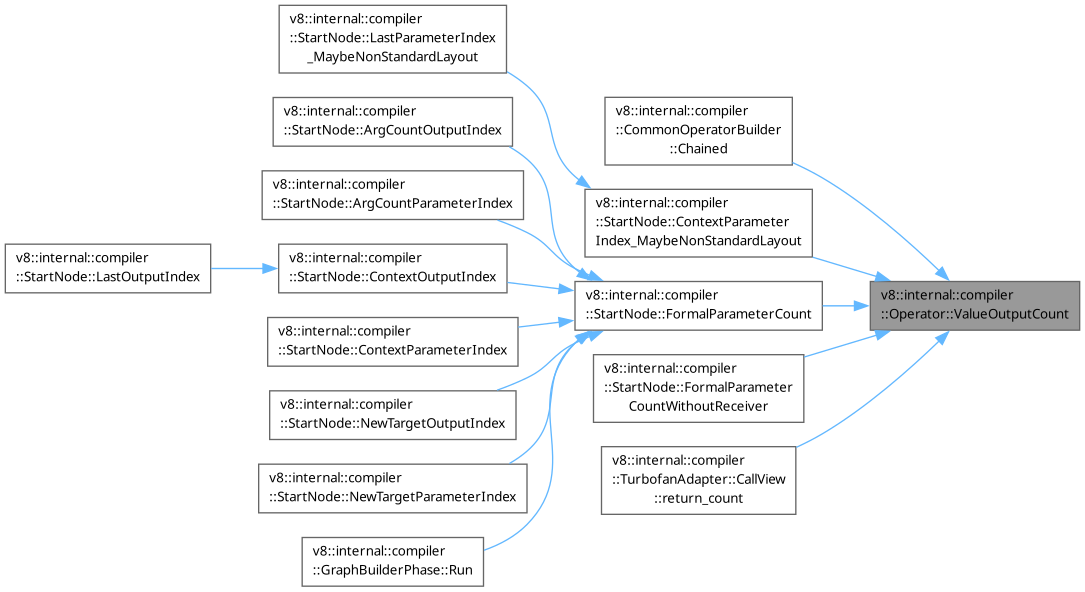 v8::internal::compiler
::StartNode::LastParameterIndex
_MaybeNonStandardLayout
v8::internal::compiler
::StartNode::ArgCountOutputIndex
v8::internal::compiler
::StartNode::ArgCountParameterIndex
v8::internal::compiler
::StartNode::LastOutputIndex
v8::internal::compiler
::StartNode::ContextOutputIndex
v8::internal::compiler
::StartNode::ContextParameterIndex
v8::internal::compiler
::StartNode::NewTargetOutputIndex
v8::internal::compiler
::StartNode::NewTargetParameterIndex
v8::internal::compiler
::GraphBuilderPhase::Run
v8::internal::compiler
::CommonOperatorBuilder
::Chained
v8::internal::compiler
::StartNode::ContextParameter
Index_MaybeNonStandardLayout
v8::internal::compiler
::StartNode::FormalParameterCount
v8::internal::compiler
::StartNode::FormalParameter
CountWithoutReceiver
v8::internal::compiler
::TurbofanAdapter::CallView
::return_count
v8::internal::compiler
::Operator::ValueOutputCount